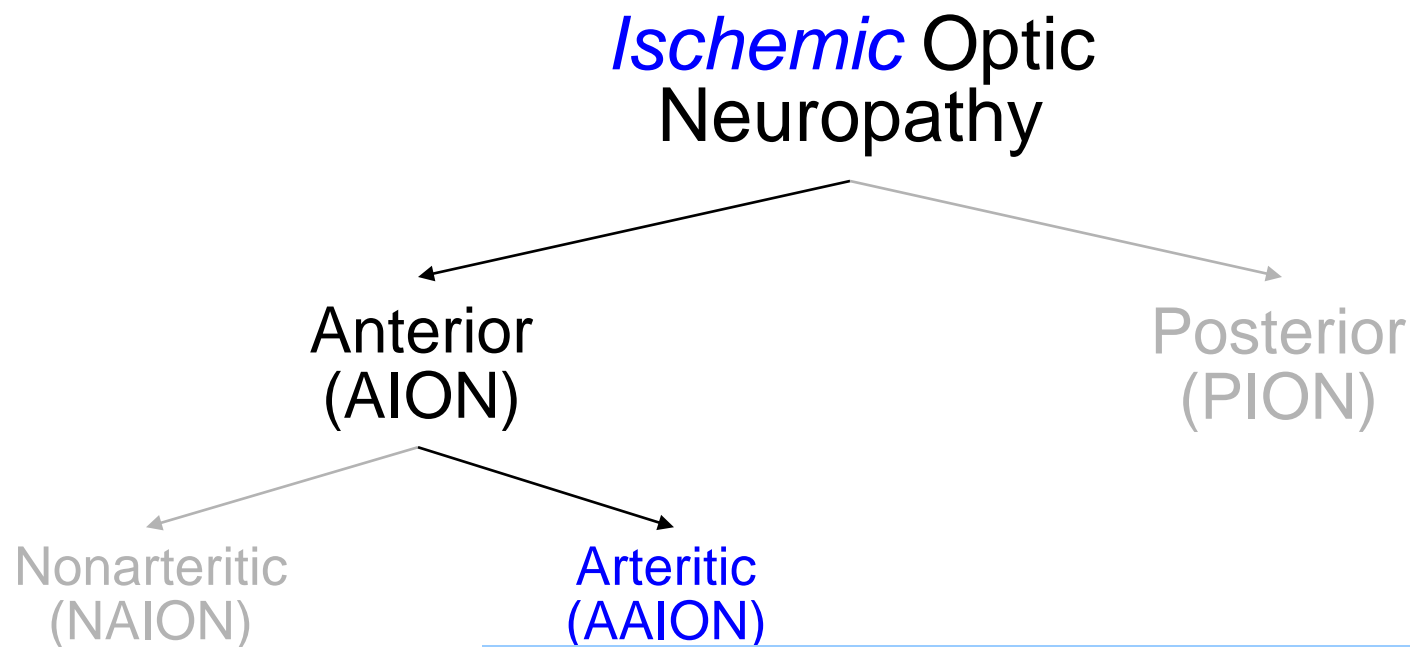 Ischemic Optic
Neuropathy
Anterior
(AION)
Posterior
(PION)
Nonarteritic
(NAION)
Arteritic
(AAION)